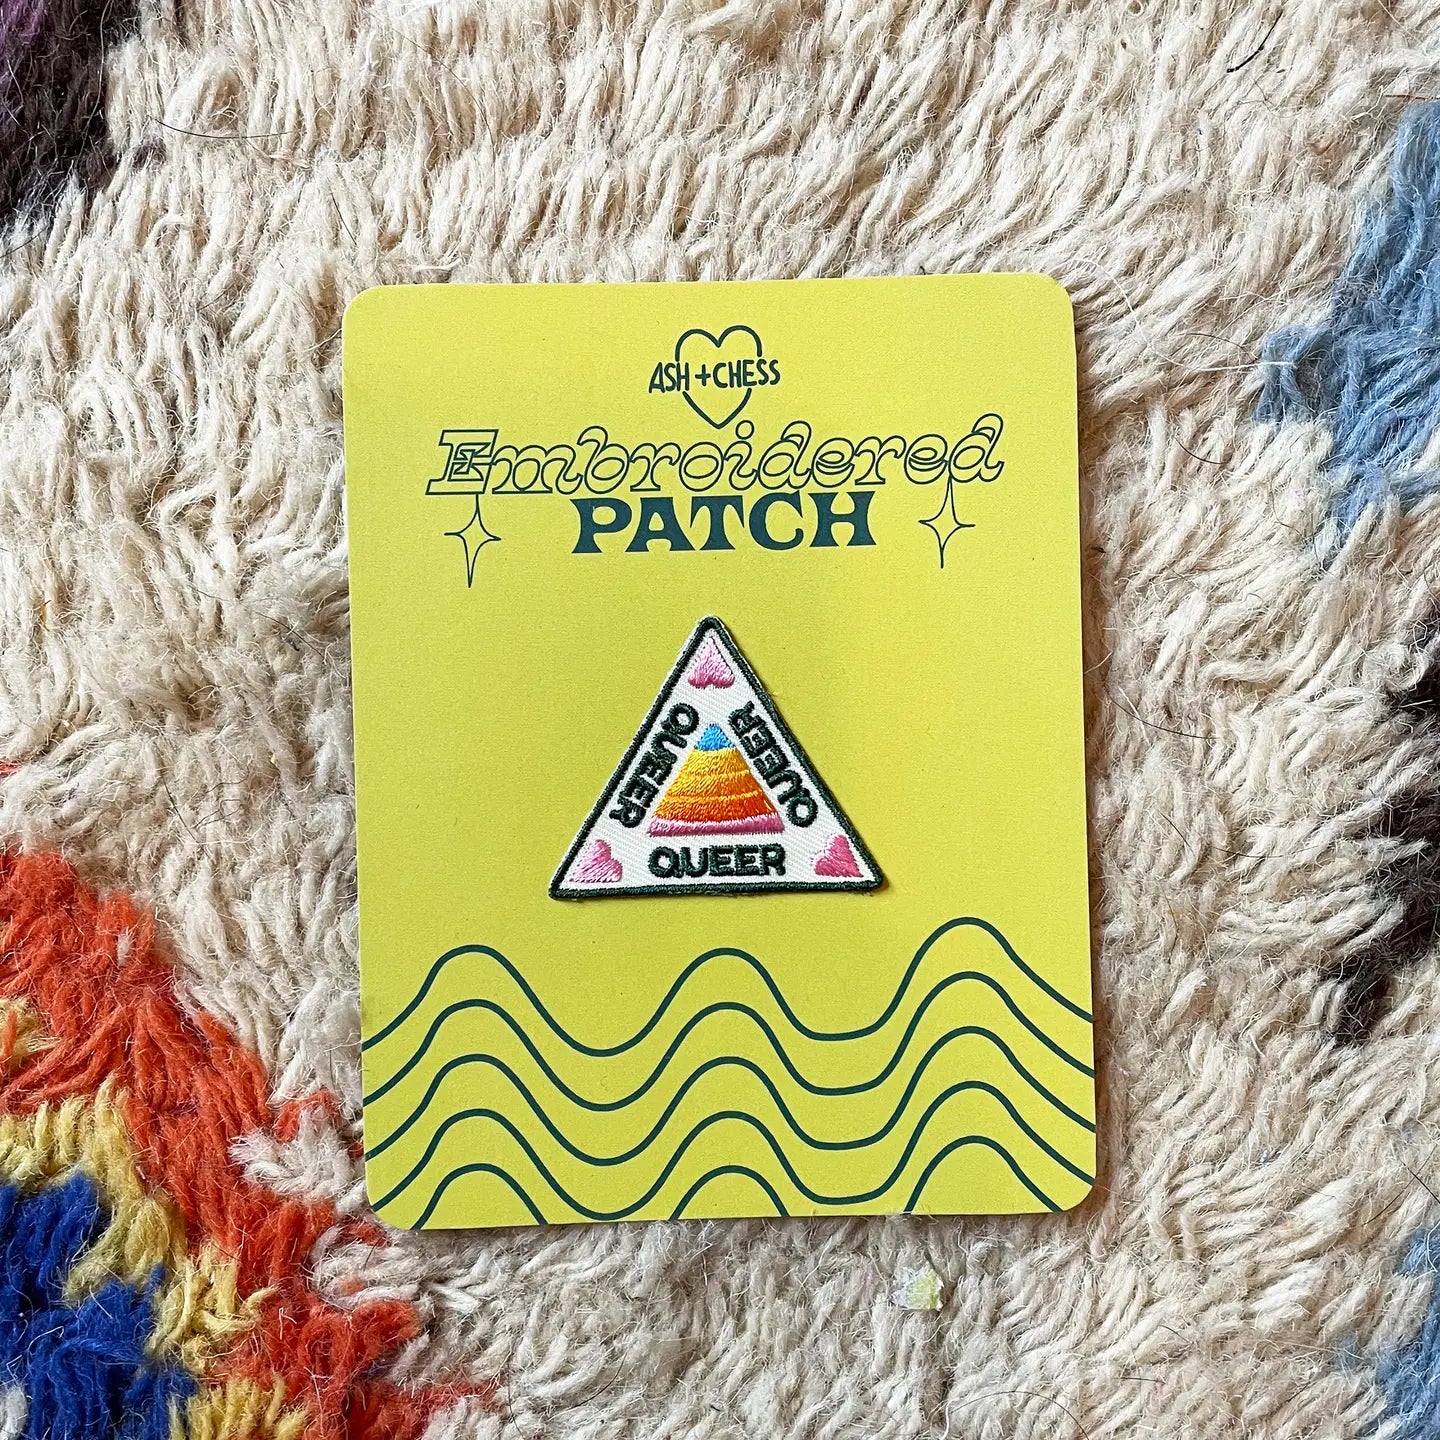 ASH + CHESS
Embroidered
PATCH
QUEER
QUEER
QUEER